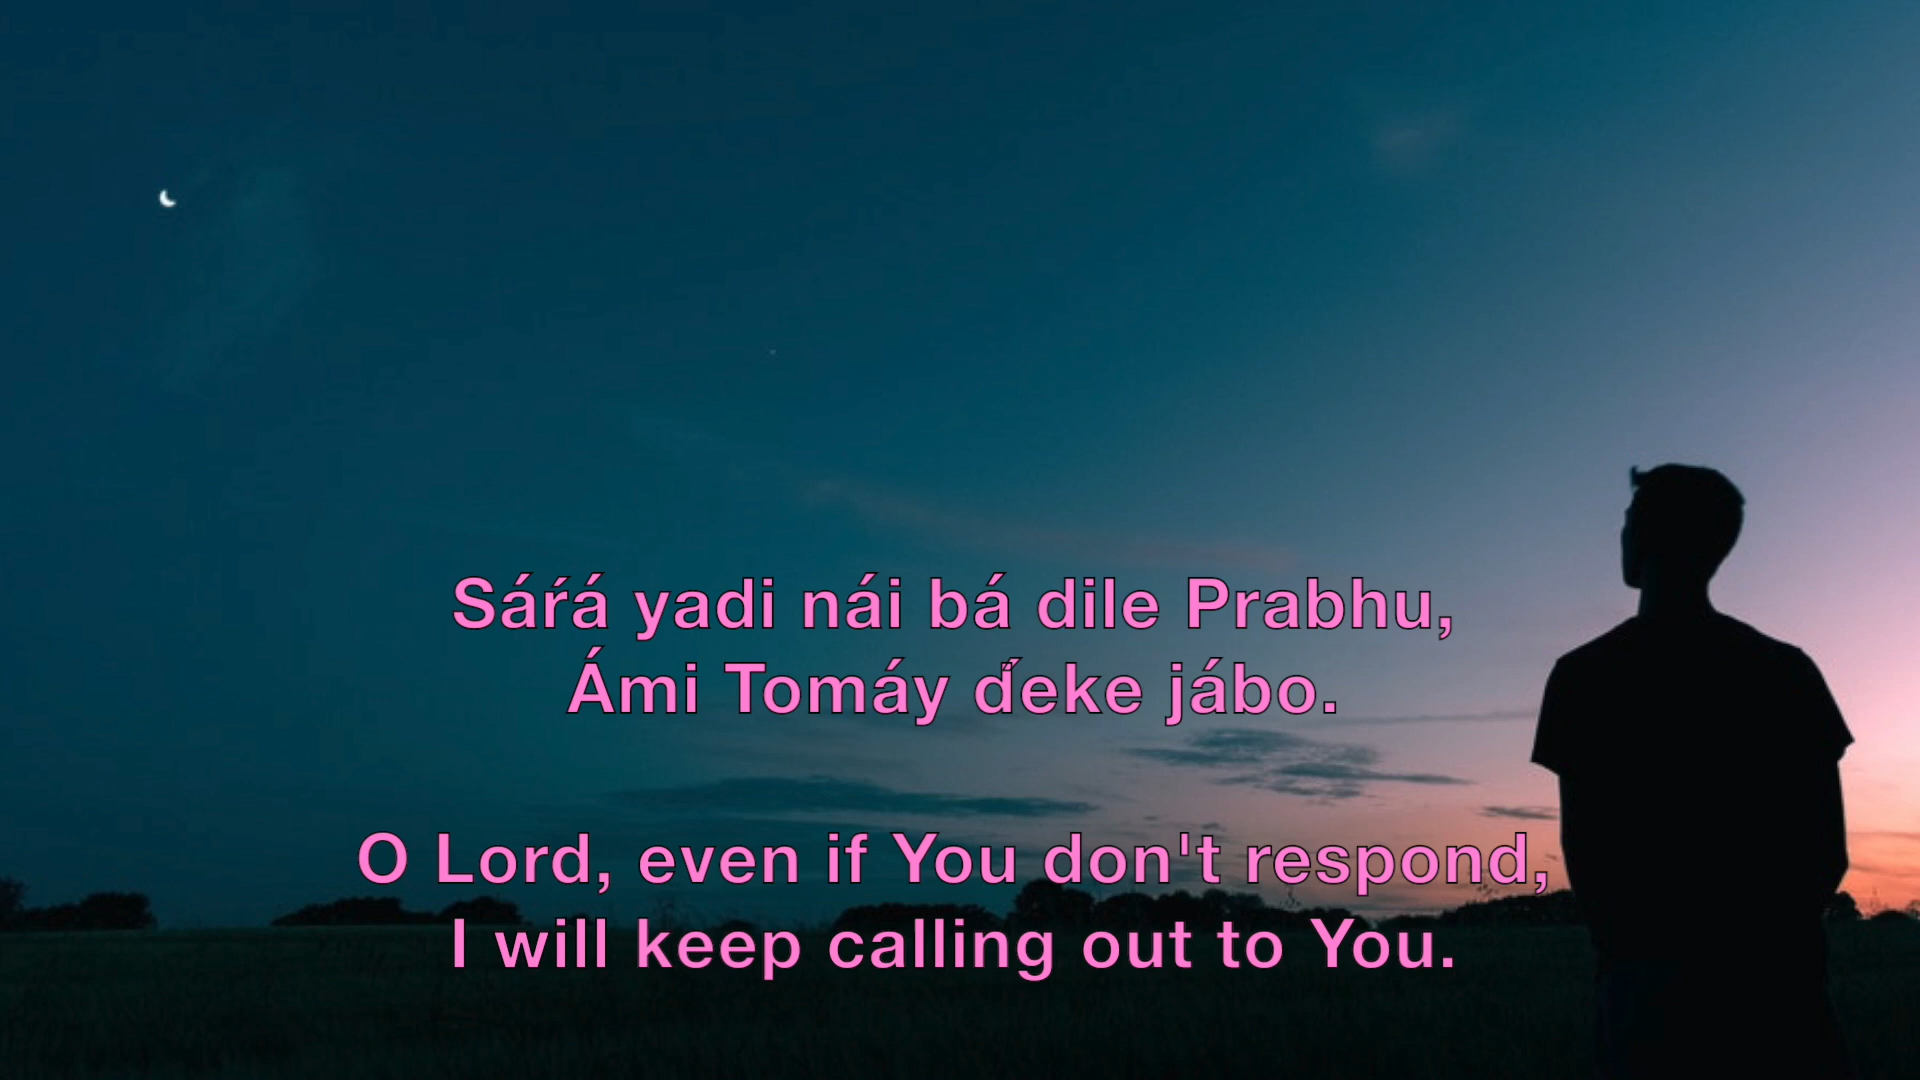 Sáŕá yadi nái bá dile Prabhu,
Ámi Tomáy d́eke jábo.
O Lord, even if You don't respond,
I will keep calling out to You.